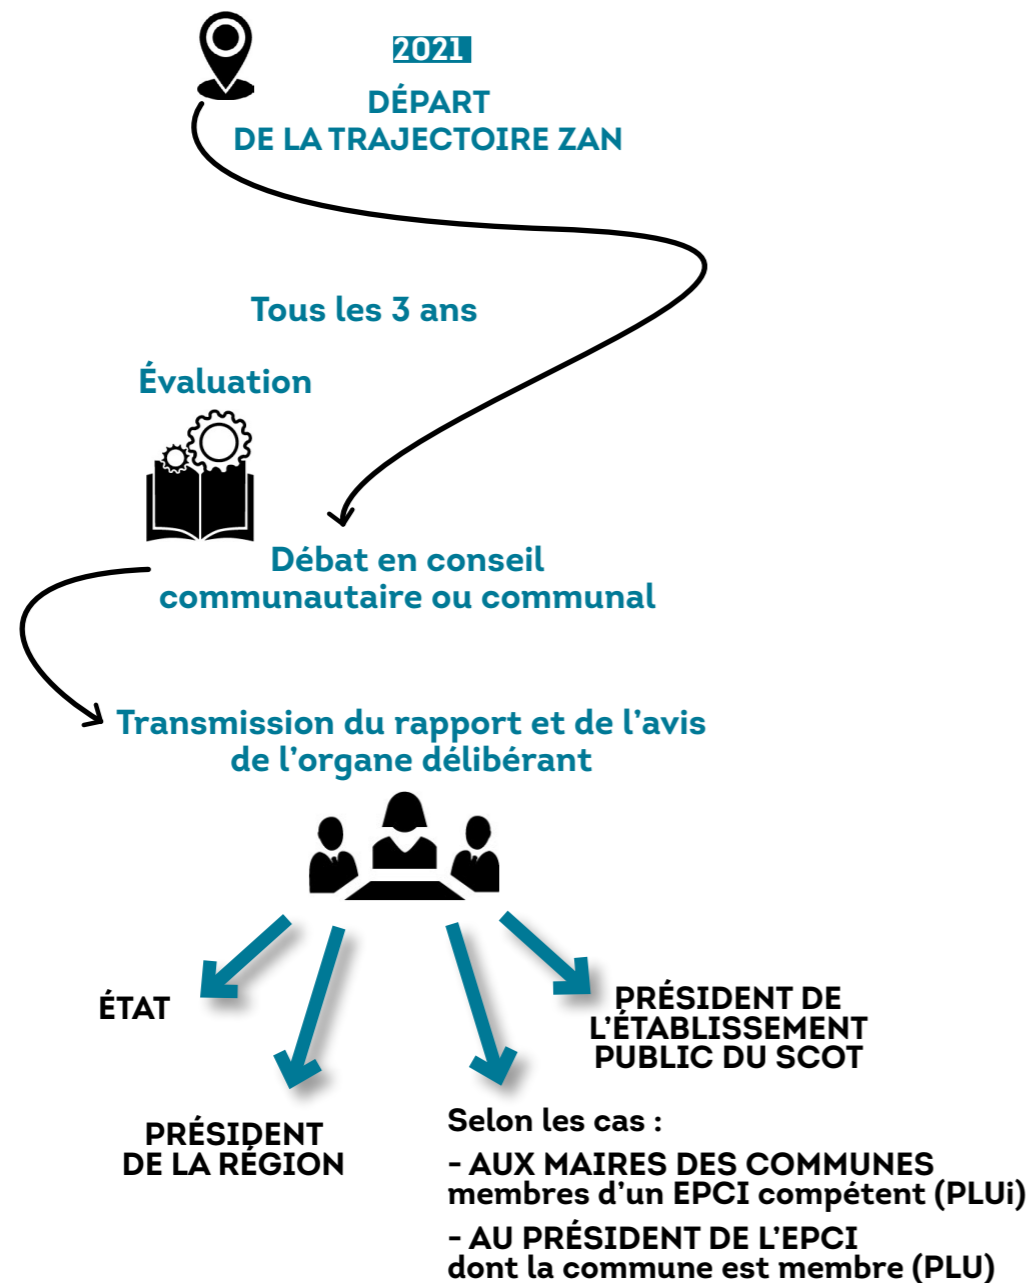 2021
DÉPART
DE LA TRAJECTOIRE ZAN
Tous les 3 ans
Évaluation
Débat en conseil
communautaire ou communal
Transmission du rapport et de l’avis
de l’organe délibérant
ÉTAT
PRÉSIDENT DE
L’ÉTABLISSEMENT
PUBLIC DU SCOT
PRÉSIDENT
DE LA RÉGION
Selon les cas :
- AUX MAIRES DES COMMUNES
membres d’un EPCI compétent (PLUi)
- AU PRÉSIDENT DE L’EPCI
dont la commune est membre (PLU)